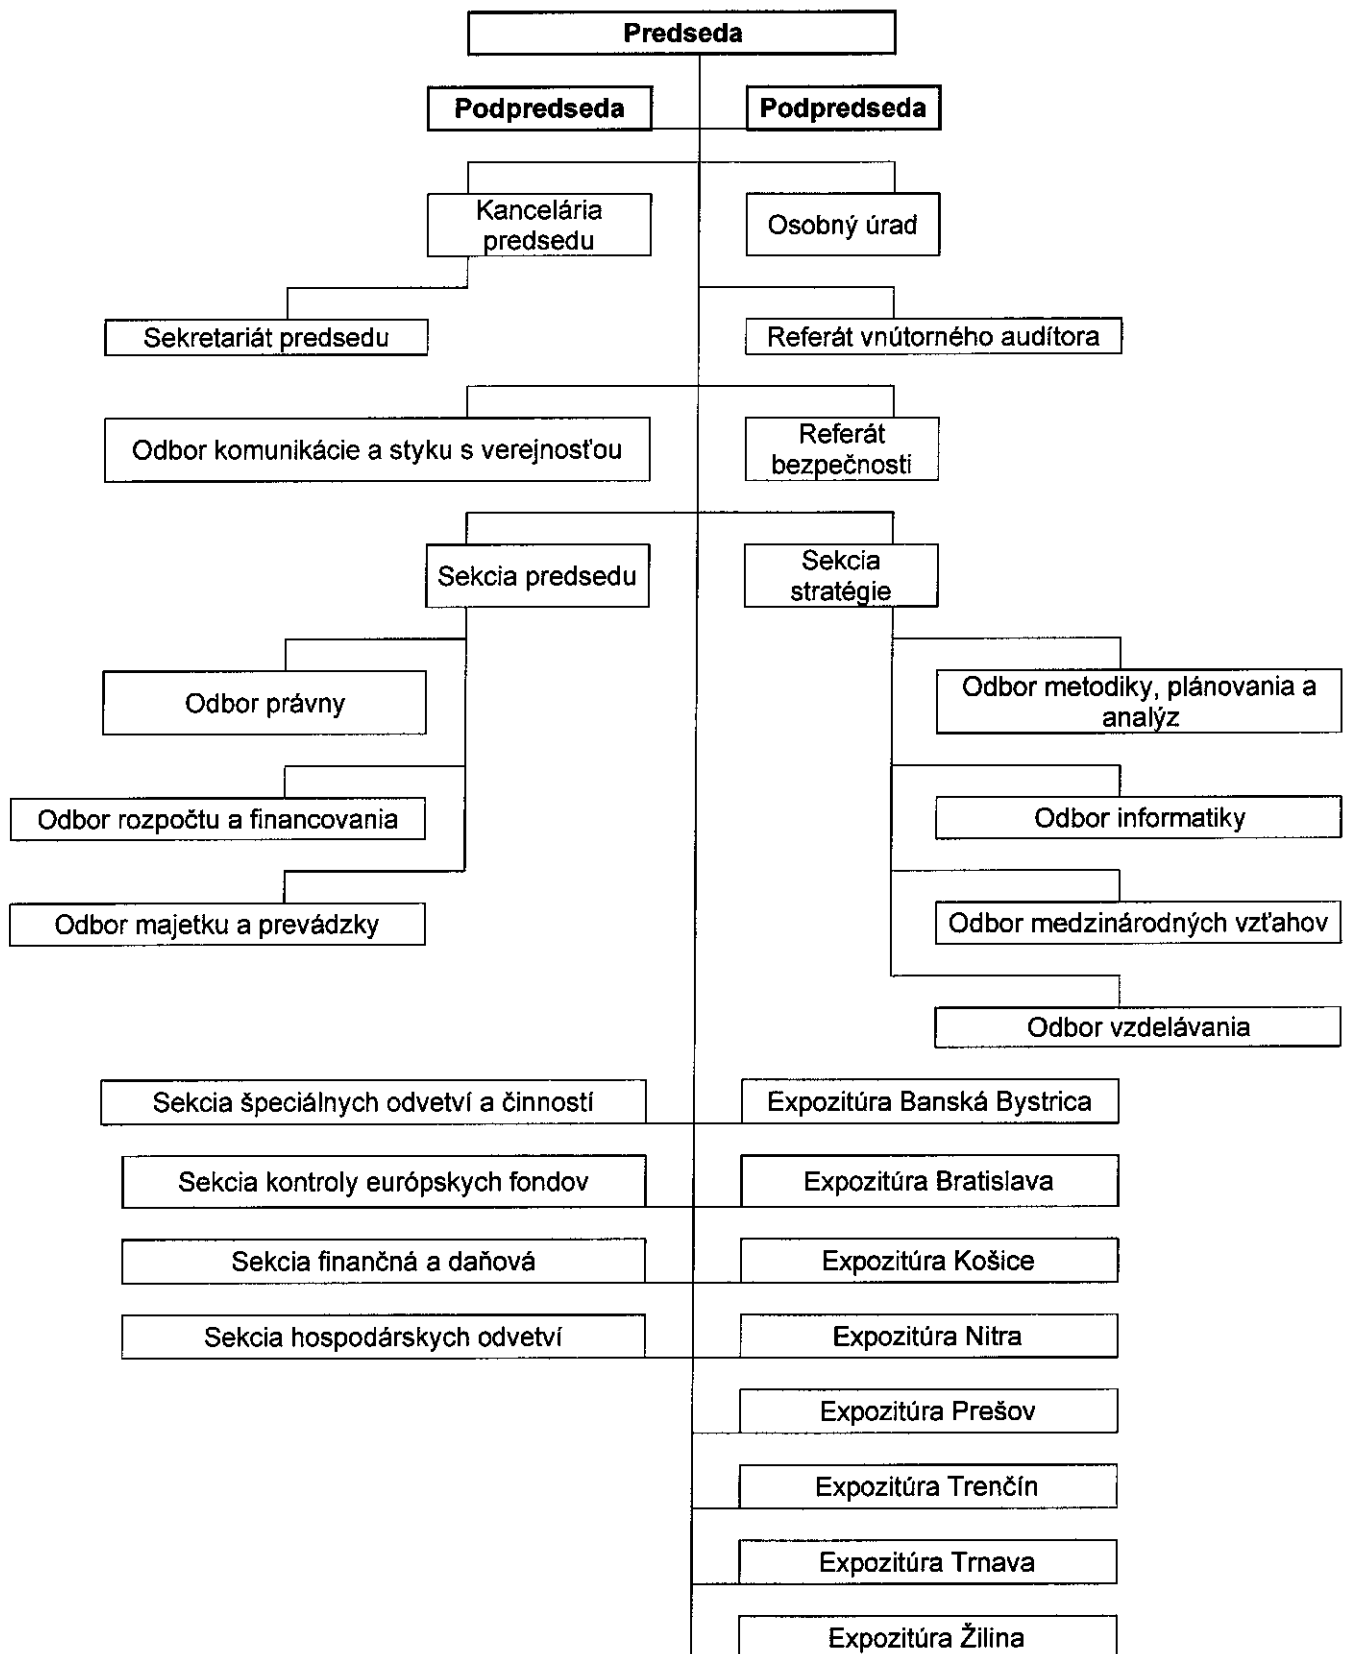 Predseda
Podpredseda
Podpredseda
Kancelária
predsedu
Osobný úrad
Sekretariát predsedu
Referát vnútorného audítora
Odbor komunikácie a styku s verejnosťou
Referát
bezpečnosti
Sekcia predsedu
Sekcia
stratégie
Odbor právny
Odbor metodiky, plánovania a
analýz
Odbor rozpočtu a financovania
Odbor informatiky
Odbor majetku a prevádzky
Odbor medzinárodných vzťahov
Odbor vzdelávania
Sekcia špeciálnych odvetví a činností
Expozitúra Banská Bystrica
Sekcia kontroly európskych fondov
Expozitúra Bratislava
Sekcia finančná a daňová
Expozitúra Košice
Sekcia hospodárskych odvetví
Expozitúra Nitra
Expozitúra Prešov
Expozitúra Trenčín
Expozitúra Trnava
Expozitúra Žilina